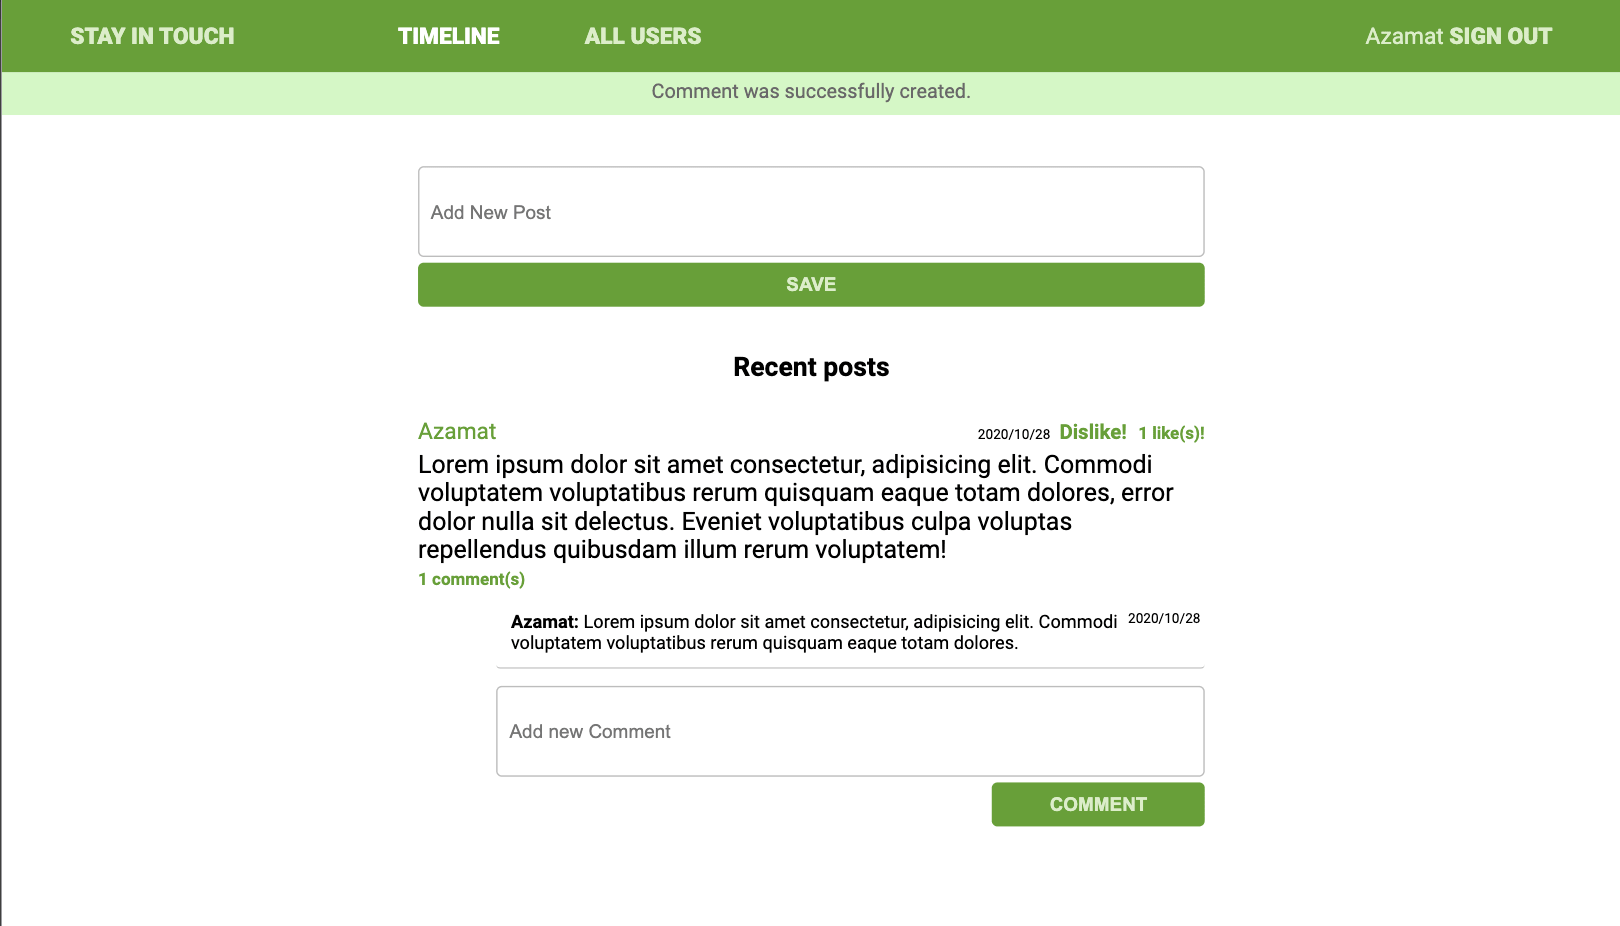 STAY IN TOUCH TIMELINE ALL USERS Azamat SIGN OUT
Comment was successfully created.
Add New Post
SAVE
Recent posts
Azamat 2020/10/28 Dislike! 1 like(s)!
Lorem ipsum dolor sit amet consectetur, adipisicing elit. Commodi
voluptatem voluptatibus rerum quisquam eaque totam dolores, error
dolor nulla sit delectus. Eveniet voluptatibus culpa voluptas
repellendus quibusdam illum rerum voluptatem!
1 comment(s)
Azamat: Lorem ipsum dolor sit amet consectetur, adipisicing elit. Commodi 2020/10/28
voluptatem voluptatibus rerum quisquam eaque totam dolores.
Add new Comment
COMMENT